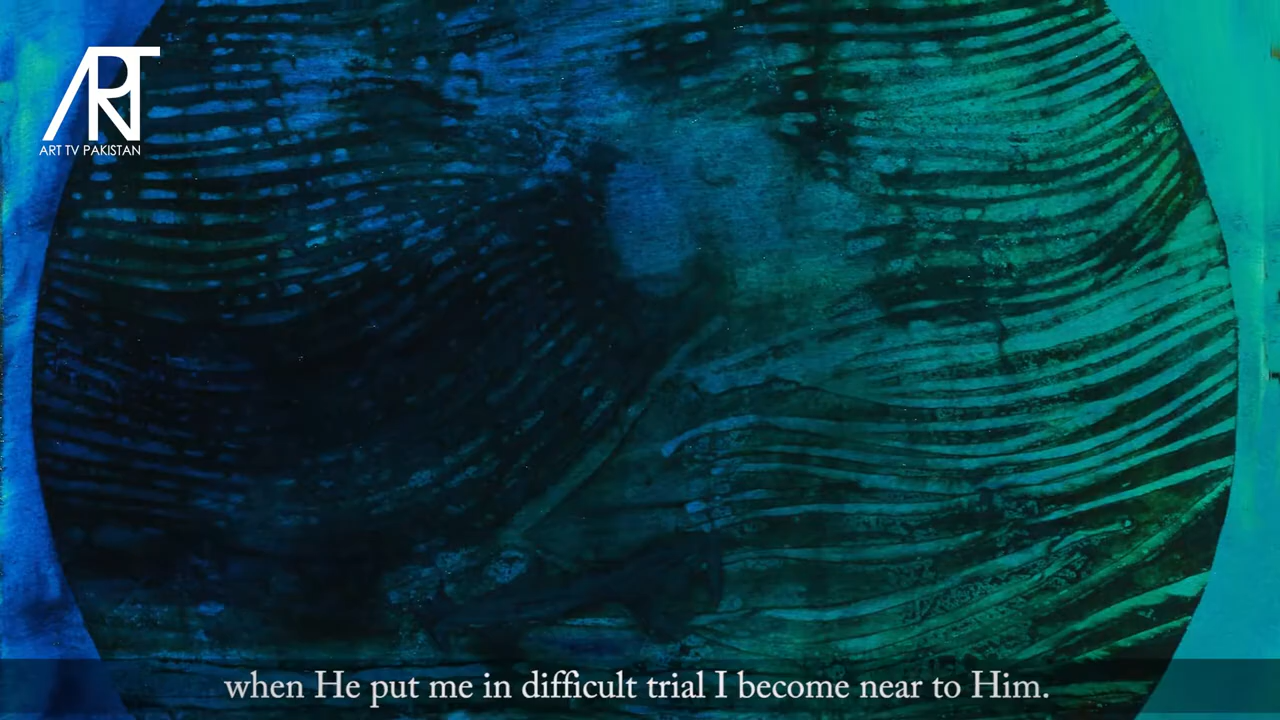 ART
ART TV PAKISTAN
when He put me in difficult trial I become near to Him.